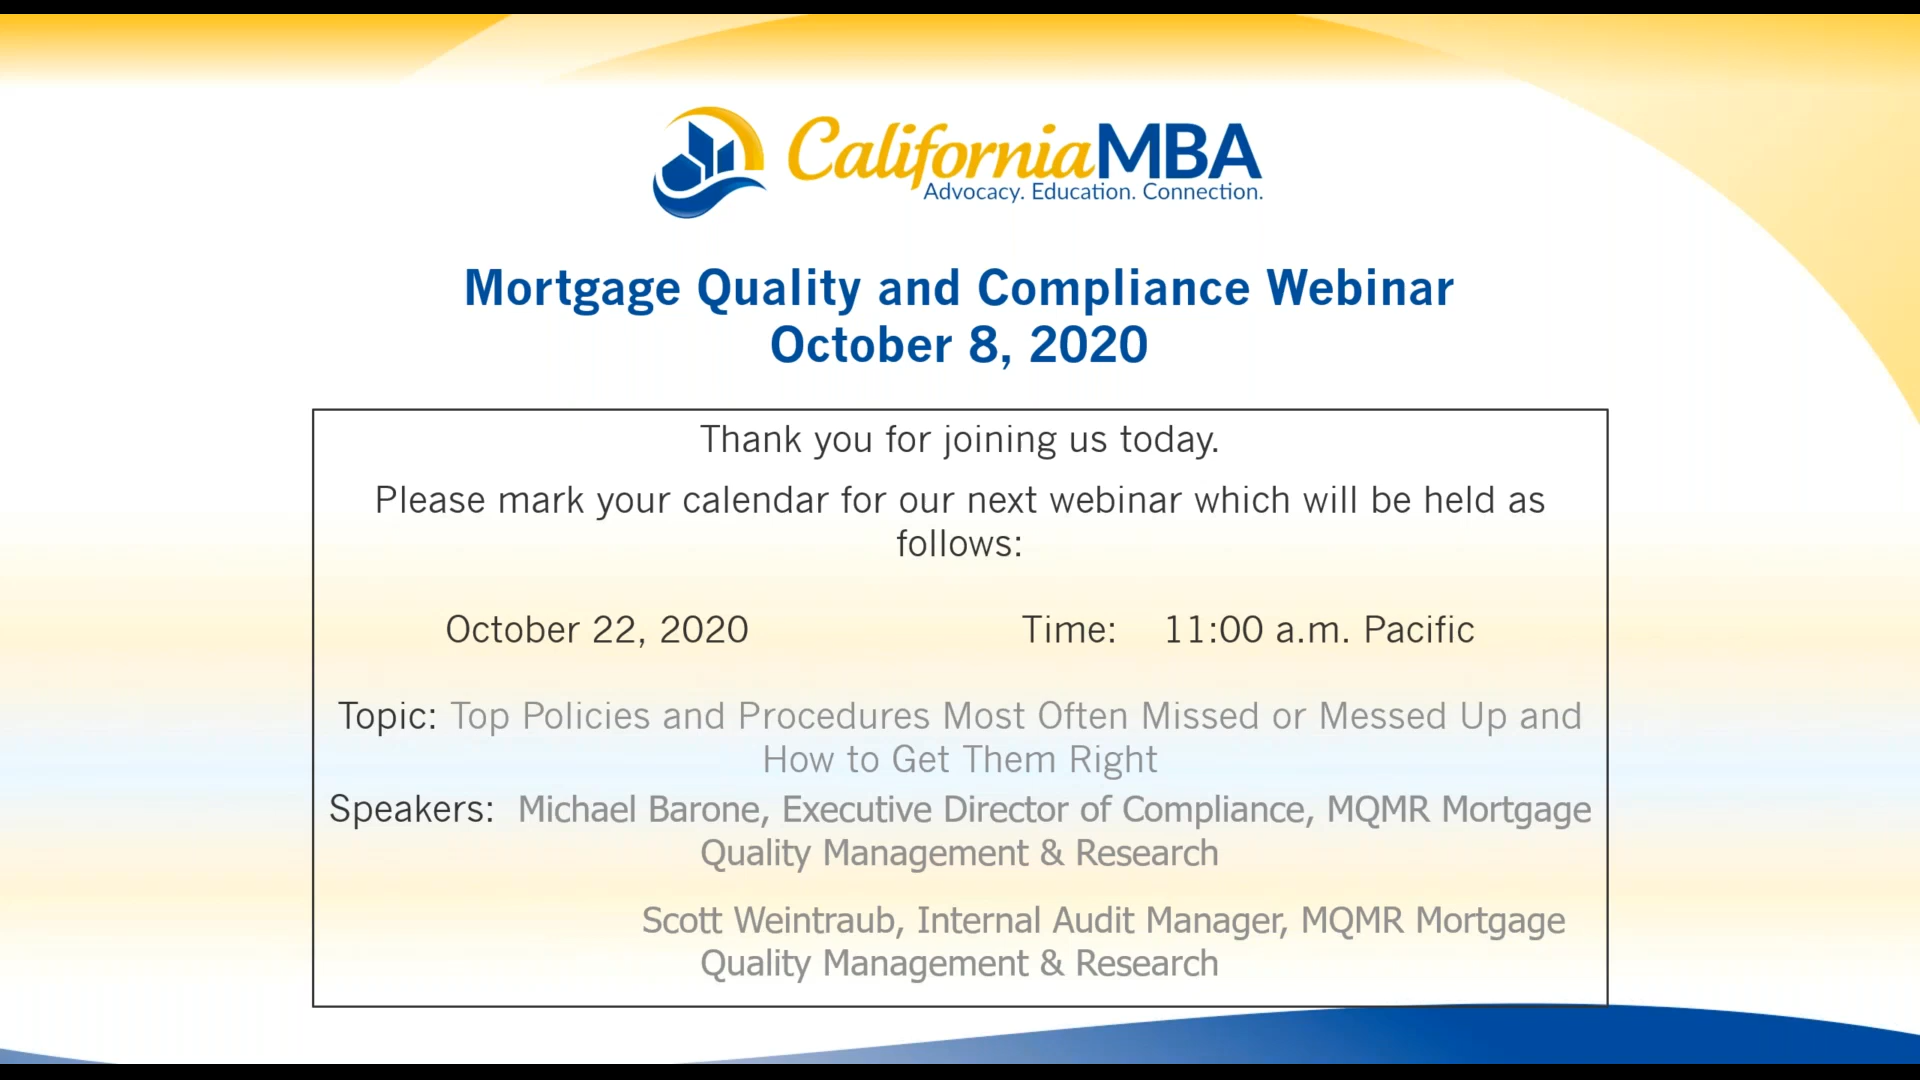 CaliforniaMBA
Advocacy. Education. Connection.
Mortgage Quality and Compliance Webinar
October 8, 2020
Thank you for joining us today.
Please mark your calendar for our next webinar which will be held as
follows:
October 22, 2020 Time: 11:00 a.m. Pacific
Topic: Top Policies and Procedures Most Often Missed or Messed Up and
How to Get Them Right
Speakers: Michael Barone, Executive Director of Compliance, MQMR Mortgage
Quality Management & Research
Scott Weintraub, Internal Audit Manager, MQMR Mortgage
Quality Management & Research